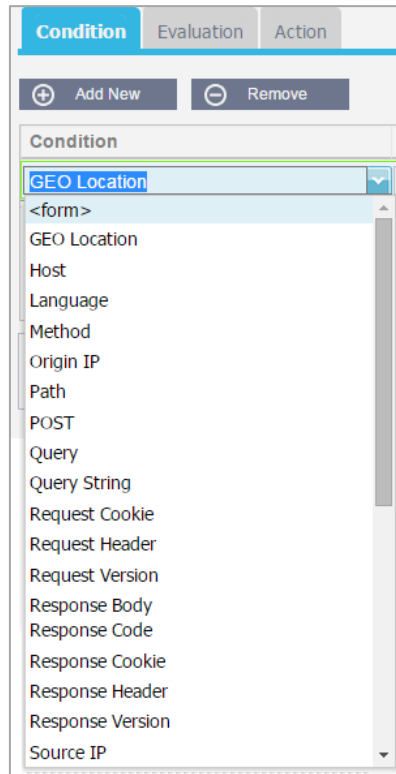 Condition Evaluation Action
Add New Remove
Condition
GEO Location
<form>
GEO Location
Host
Language
Method
Origin IP
Path
POST
Query
Query String
Request Cookie
Request Header
Request Version
Response Body
Response Code
Response Cookie
Response Header
Response Version
Source IP